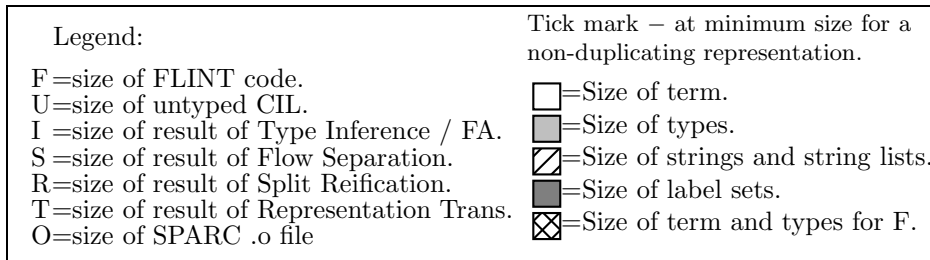 Legend:
F=size of FLINT code.
U=size of untyped CIL.
I =size of result of Type Inference / FA.
S=size of result of Flow Separation.
R=size of result of Split Reification.
T=size of result of Representation Trans.
O=size of SPARC .o file
Tick mark − at minimum size for a
non-duplicating representation.
=Size of term.
=Size of types.
=Size of strings and string lists.
=Size of label sets.
=Size of term and types for F.